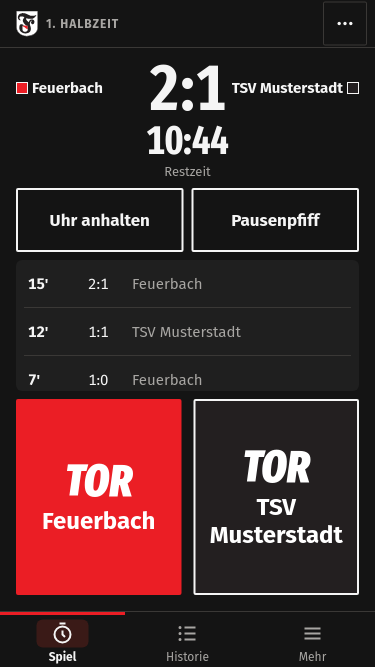 1. HALBZEIT
Feuerbach 2:1 TSV Musterstadt
10:44
Restzeit
Uhr anhalten Pausenpfiff
15' 2:1 Feuerbach
12' 1:1 TSV Musterstadt
7' 1:0 Feuerbach
TOR
Feuerbach
TOR
TSV
Musterstadt
Spiel Historie Mehr